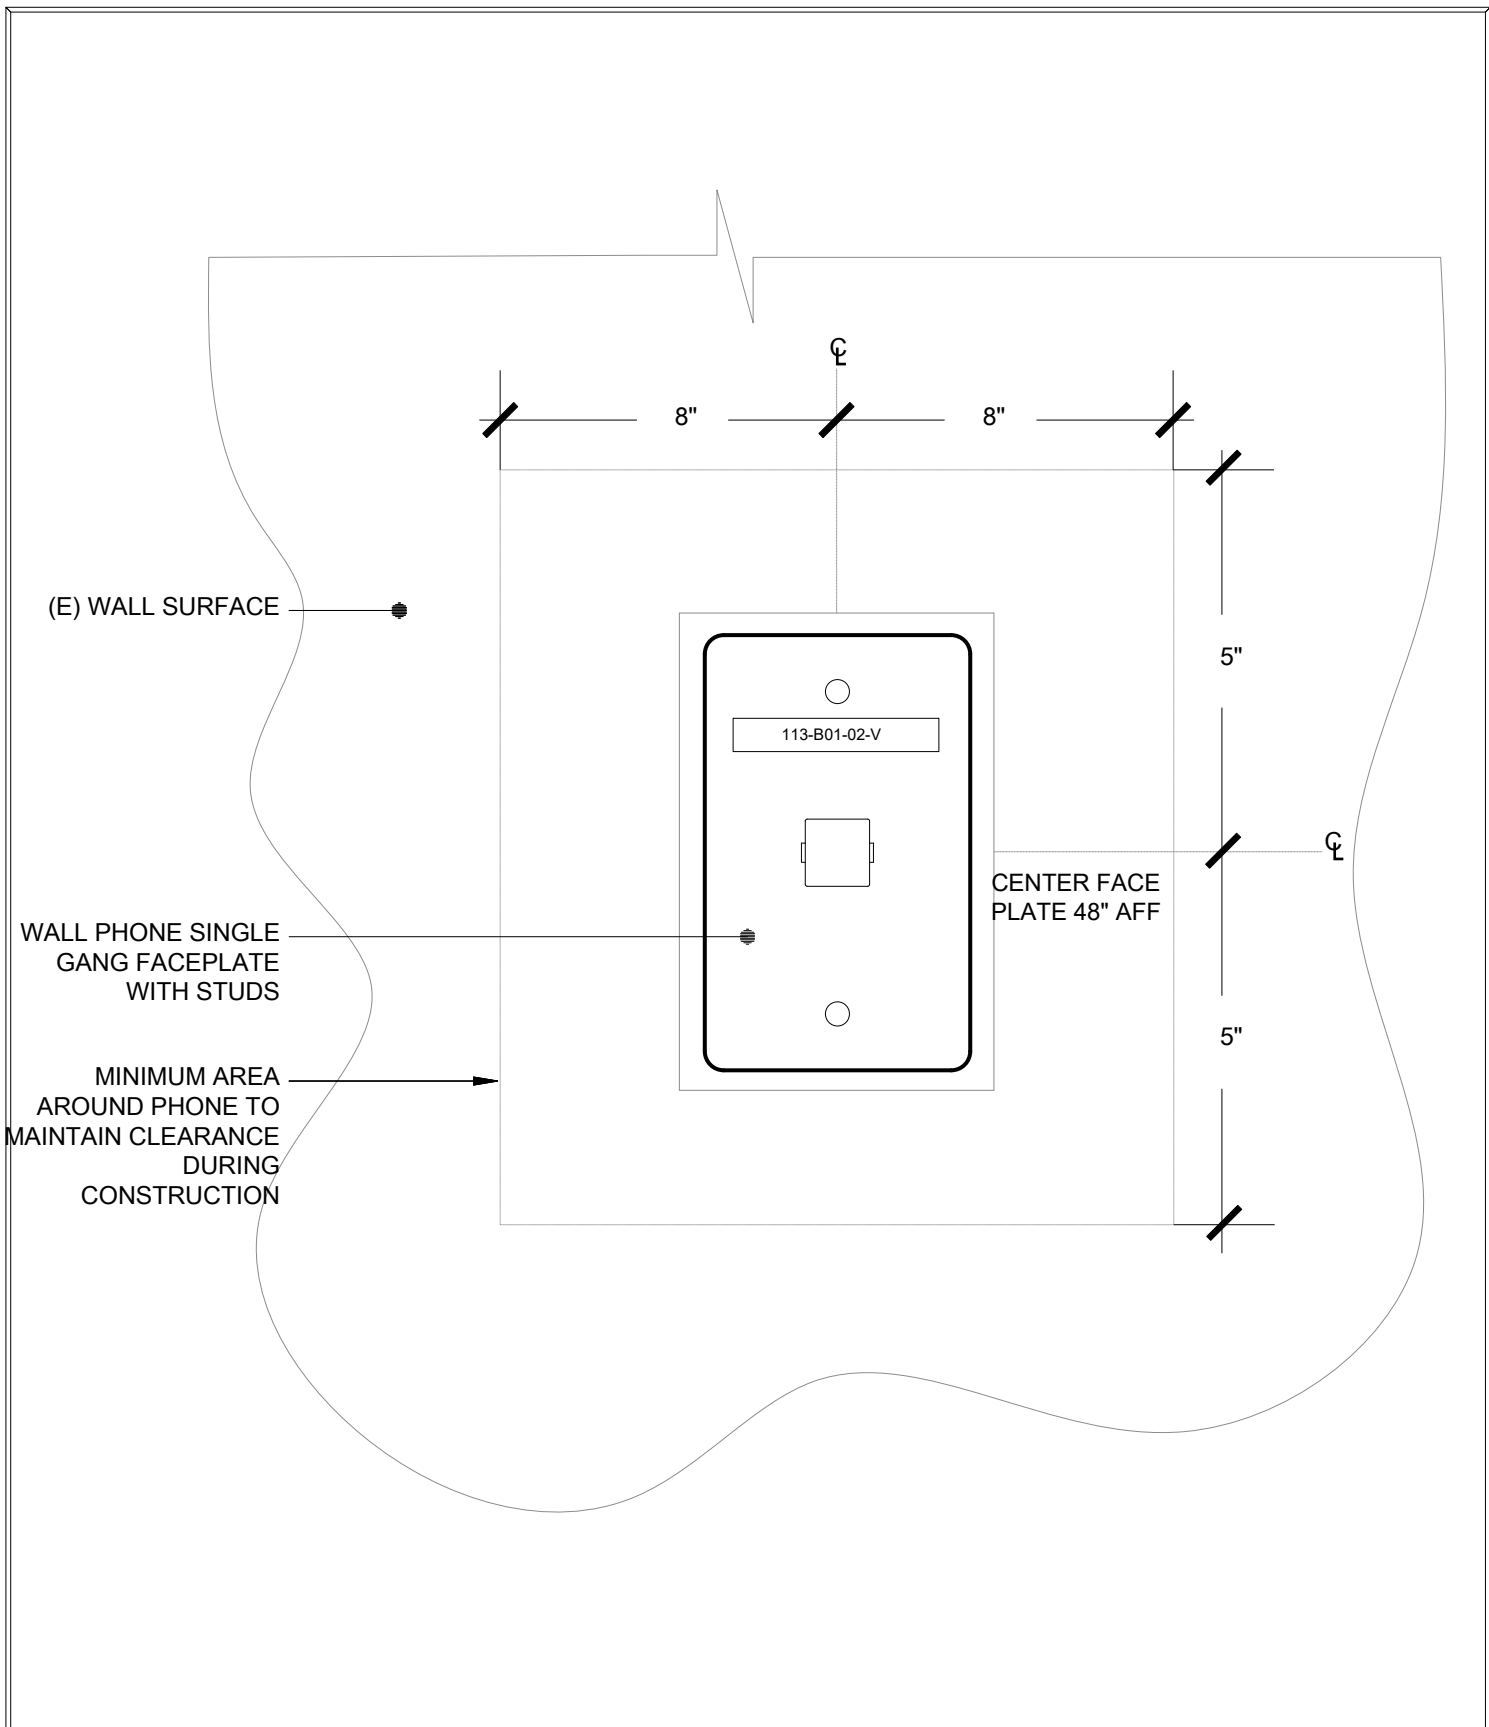 ℄
8" 8"
(E) WALL SURFACE
5"
113-B01-02-V
℄
CENTER FACE
PLATE 48" AFF
WALL PHONE SINGLE
GANG FACEPLATE
WITH STUDS
5"
MINIMUM AREA
AROUND PHONE TO
MAINTAIN CLEARANCE
DURING
CONSTRUCTION